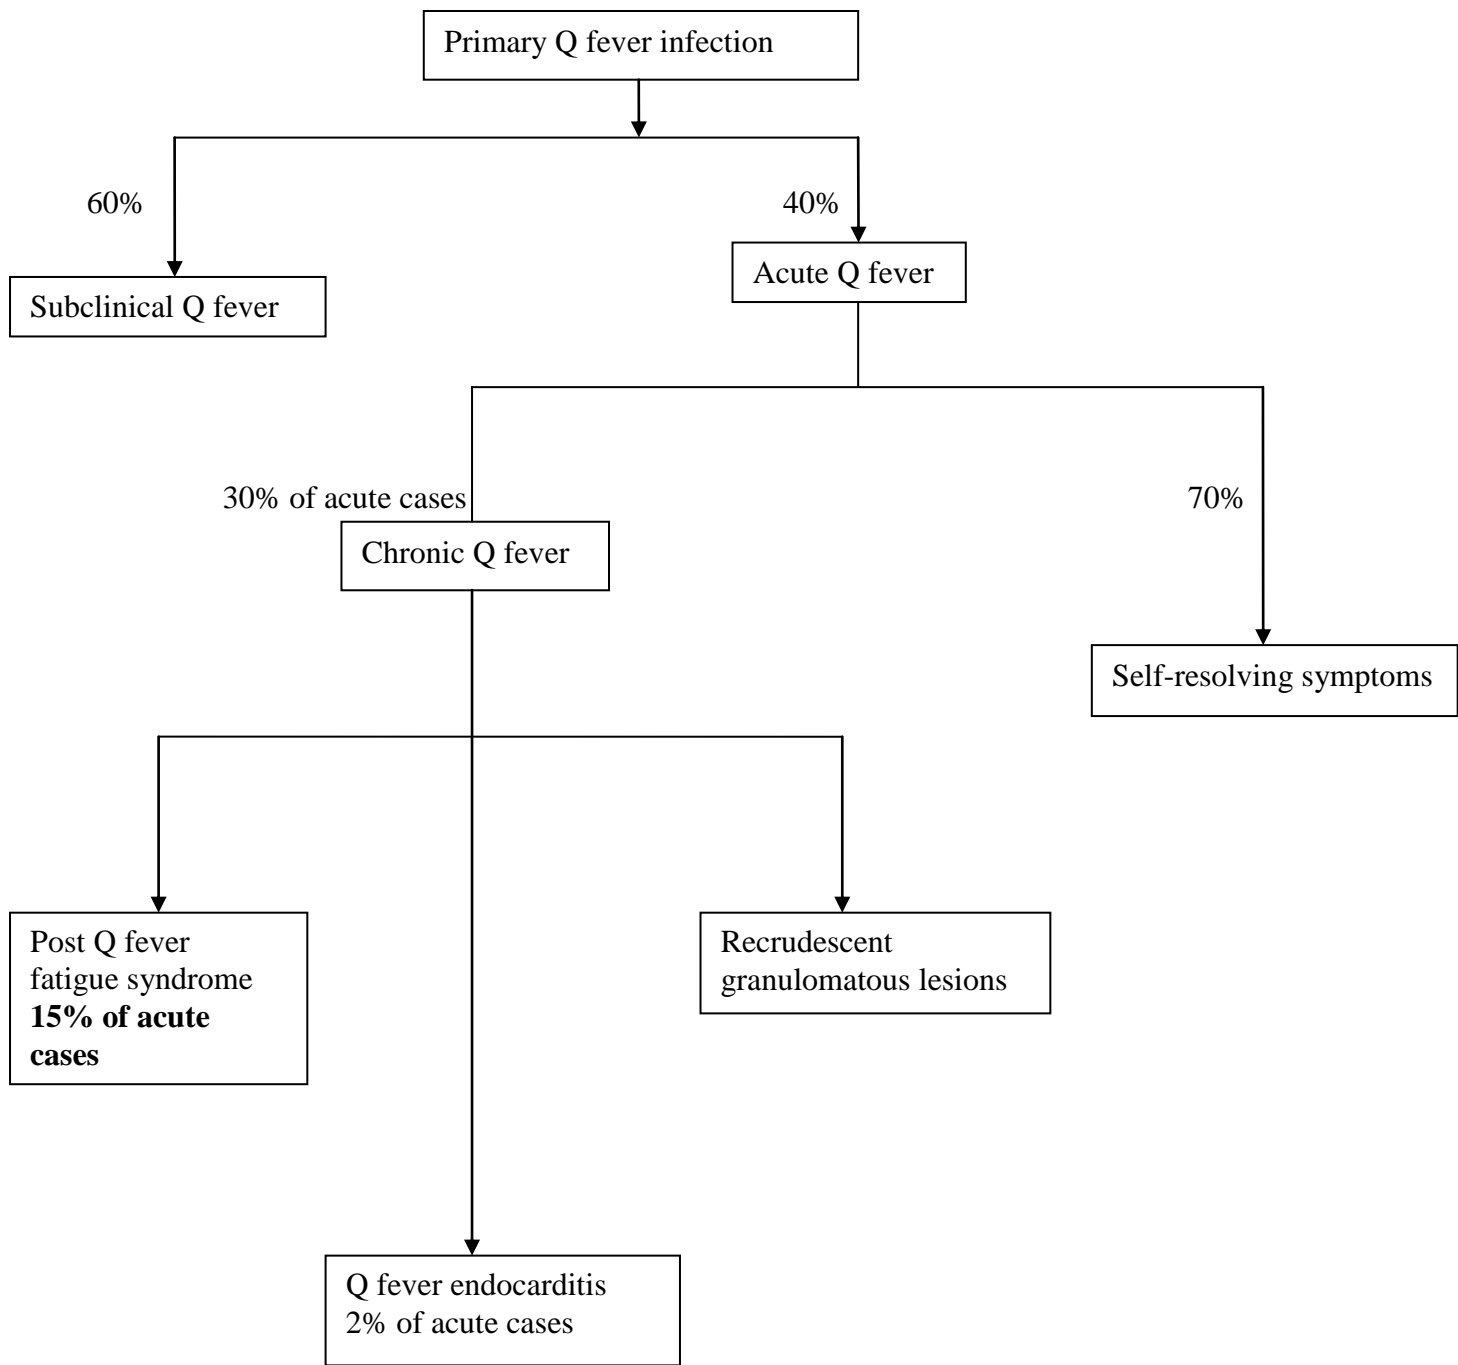 Primary Q fever infection
60%
40%
Acute Q fever
Subclinical Q fever
30% of acute cases
70%
Chronic Q fever
Self-resolving symptoms
Post Q fever
fatigue syndrome
15% of acute
cases
Recrudescent
granulomatous lesions
Q fever endocarditis
2% of acute cases